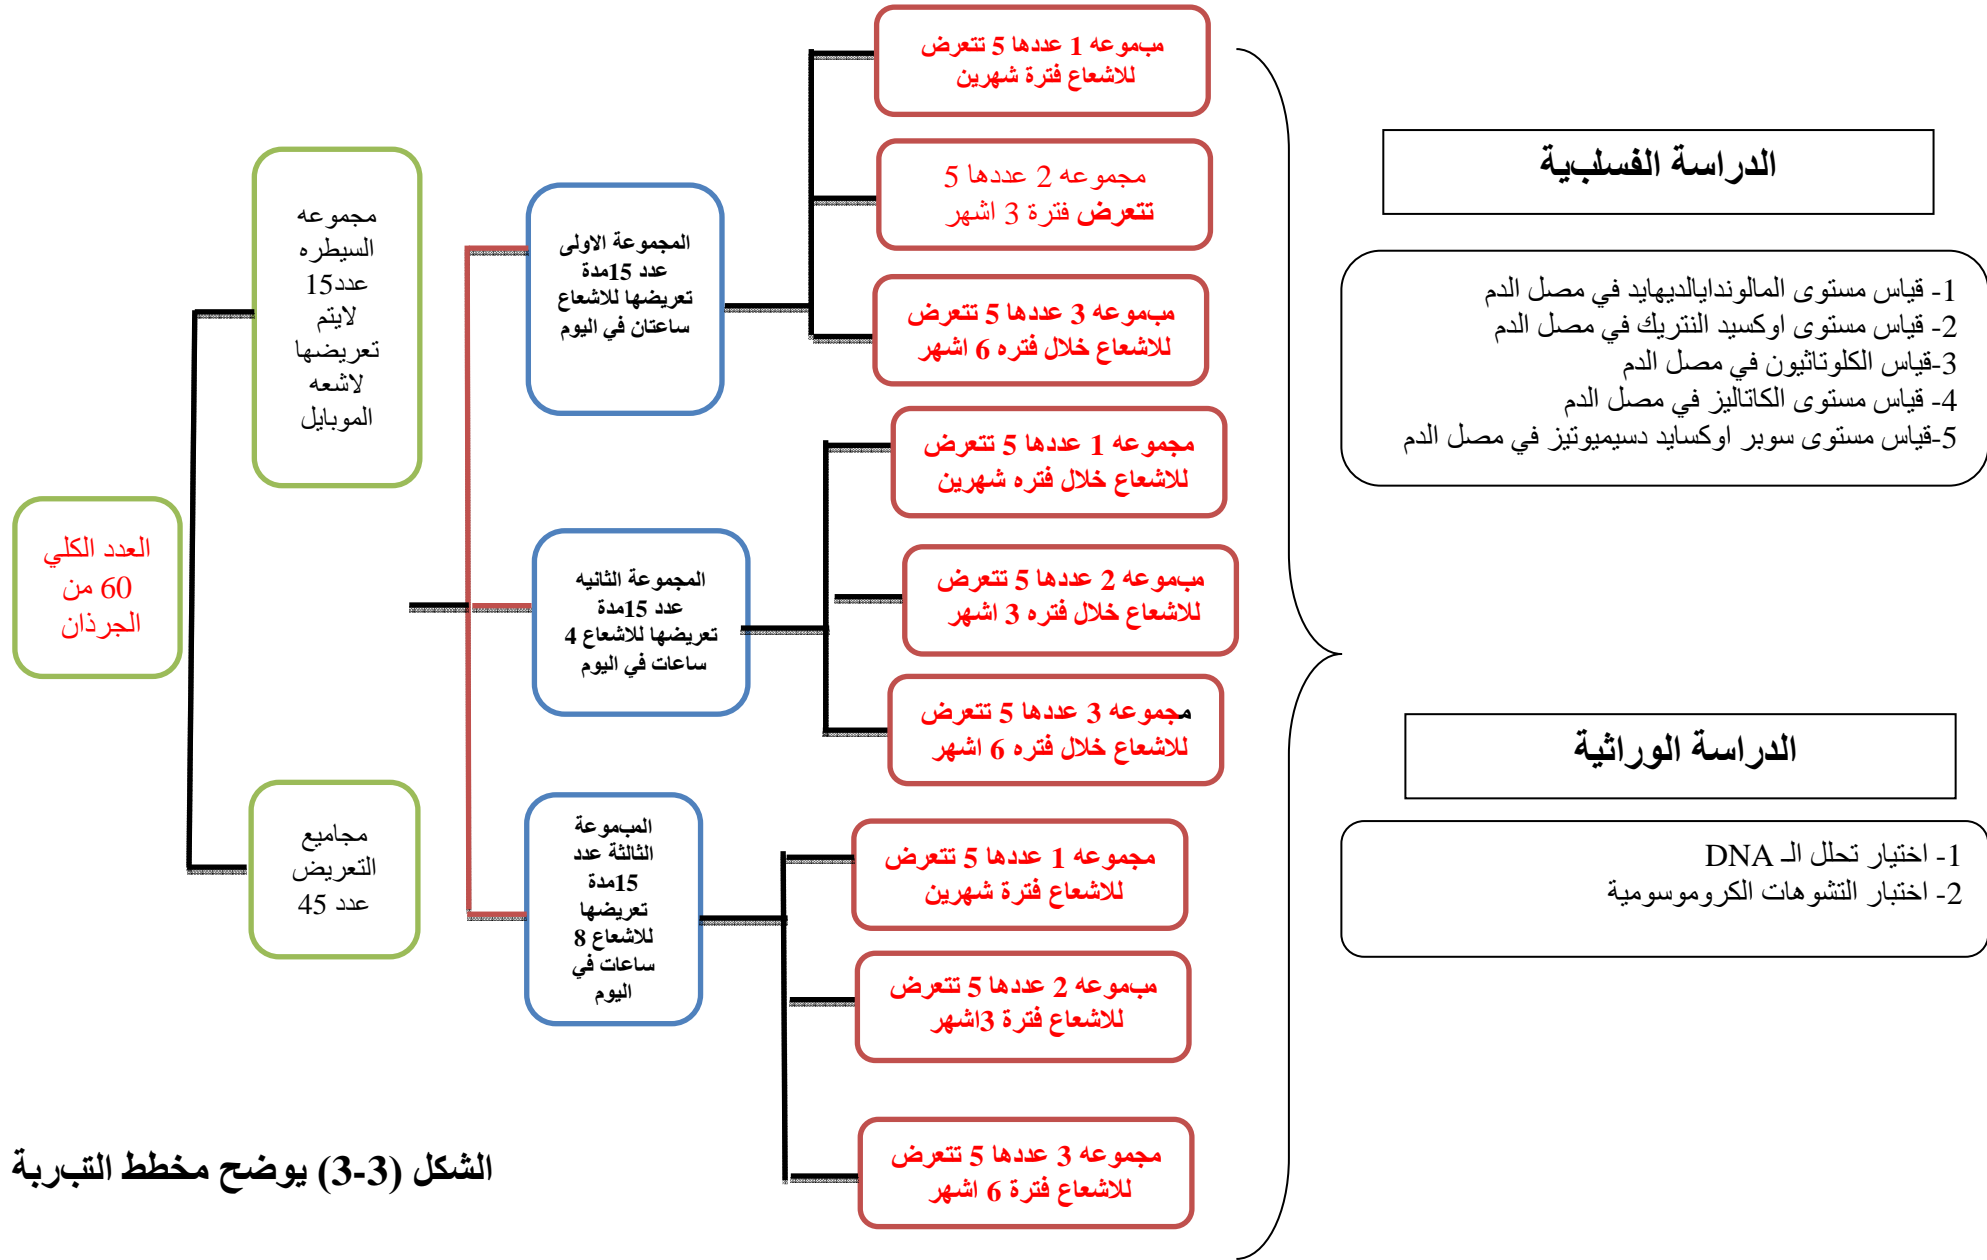 العدد الكلي
60 من
الجرذان
مجموعه
السيطره
عدد15
لايتم
تعريضها
لاشعه
الموبايل
مجاميع
التعريض
عدد 45
المجموعة الاولى
عدد 15مدة
تعريضها للاشعاع
ساعتان في اليوم
المجموعة الثانيه
عدد 15مدة
تعريضها للاشعاع 4
ساعات في اليوم
المبموعة
الثالثة عدد
15مدة
تعريضها
للاشعاع 8
ساعات في
اليوم
مبموعه 1 عددها 5 تتعرض
للاشعاع فترة شهرين
مجموعه 2 عددها 5
تتعرض فترة 3 اشهر
مبموعه 3 عددها 5 تتعرض
للاشعاع خلال فتره 6 اشهر
مجموعه 1 عددها 5 تتعرض
للاشعاع خلال فتره شهرين
مبموعه 2 عددها 5 تتعرض
للاشعاع خلال فتره 3 اشهر
مجموعه 3 عددها 5 تتعرض
للاشعاع خلال فتره 6 اشهر
مجموعه 1 عددها 5 تتعرض
للاشعاع فترة شهرين
مبموعه 2 عددها 5 تتعرض
للاشعاع فترة 3اشهر
مجموعه 3 عددها 5 تتعرض
للاشعاع فترة 6 اشهر
الدراسة الفسلبية
1- قياس مستوى المالوندايالديهايد في مصل الدم
2- قياس مستوى اوكسيد النتريك في مصل الدم
3-قياس الكلوتاثيون في مصل الدم
4- قياس مستوى الكاتاليز في مصل الدم
5-قياس مستوى سوبر اوكسايد دسيميوتيز في مصل الدم
الدراسة الوراثية
1- اختيار تحلل الـ DNA
2- اختبار التشوهات الكروموسومية
الشكل (3-3) يوضح مخطط التبربة